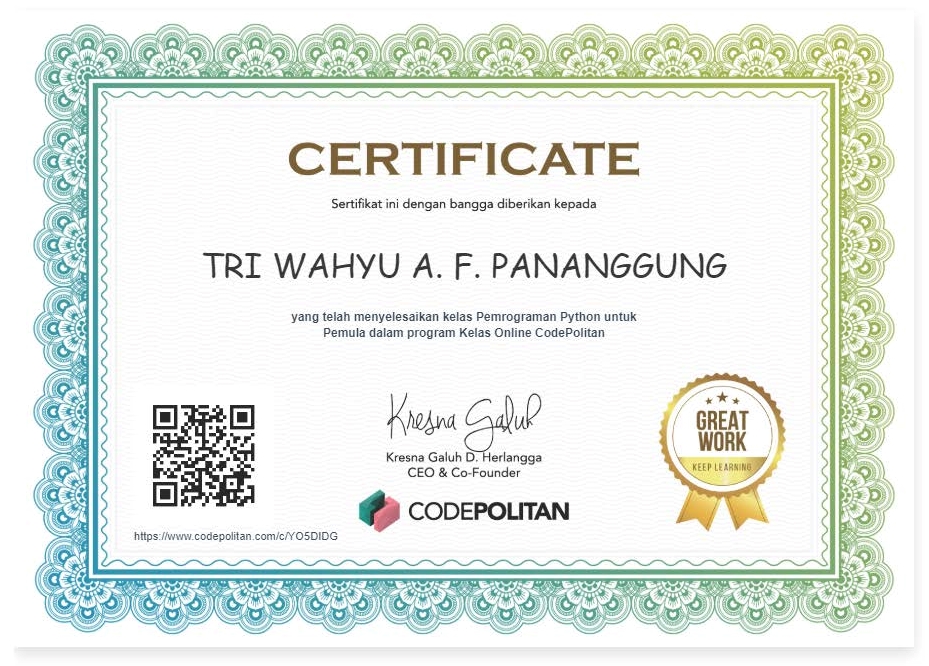 CERTIFICATE
Sertifikat ini dengan bangga diberikan kepada
TRI WAHYU A. F. PANANGGUNG
yang telah menyelesaikan kelas Pemrograman Python untuk
Pemula dalam program Kelas Online CodePolitan
Kresna Galuh
Kresna Galuh D. Herlangga
CEO & Co-Founder
CODEPOLITAN
https://www.codepolitan.com/c/YO5DIDG
GREAT
WORK
KEEP LEARNING